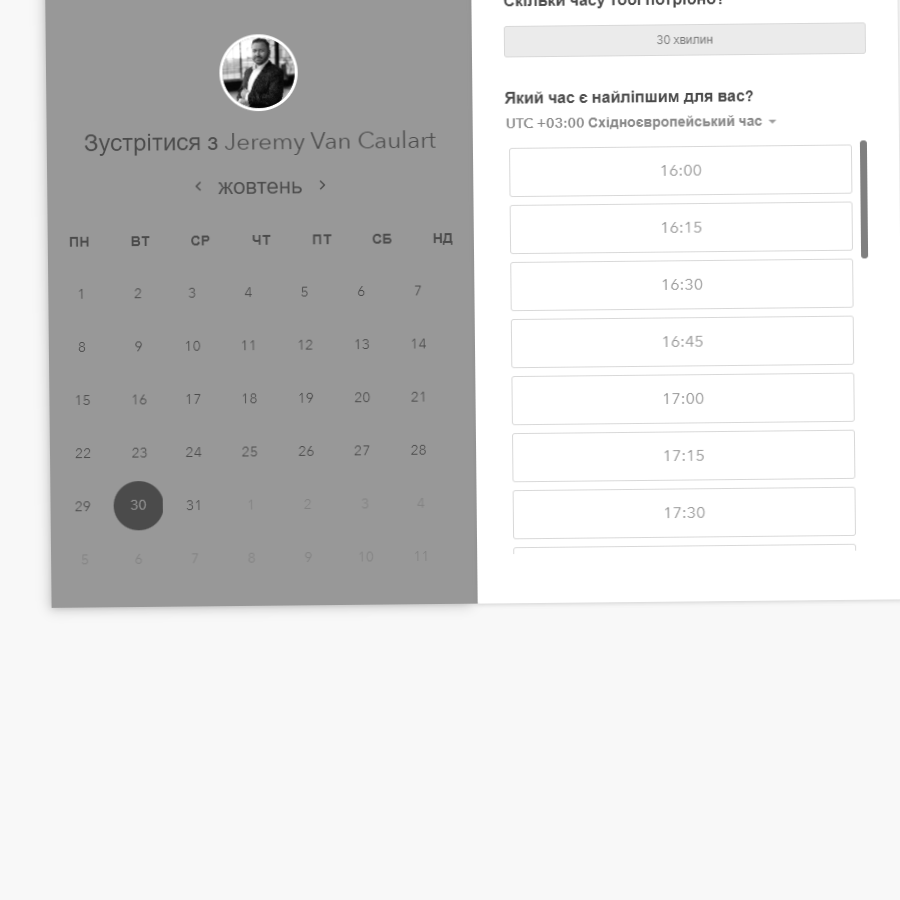 Зустрітися з Jeremy Van Caulart
‹ жовтень ›
ПН ВТ СР ЧТ ПТ СБ НД
1 2 3 4 5 6 7
8 9 10 11 12 13 14
15 16 17 18 19 20 21
22 23 24 25 26 27 28
29 30 31 1 2 3 4
5 6 7 8 9 10 11
Скільки часу тобі потрібно?
30 хвилин
Який час є найліпшим для вас?
UTC +03:00 Східноєвропейський час
16:00
16:15
16:30
16:45
17:00
17:15
17:30